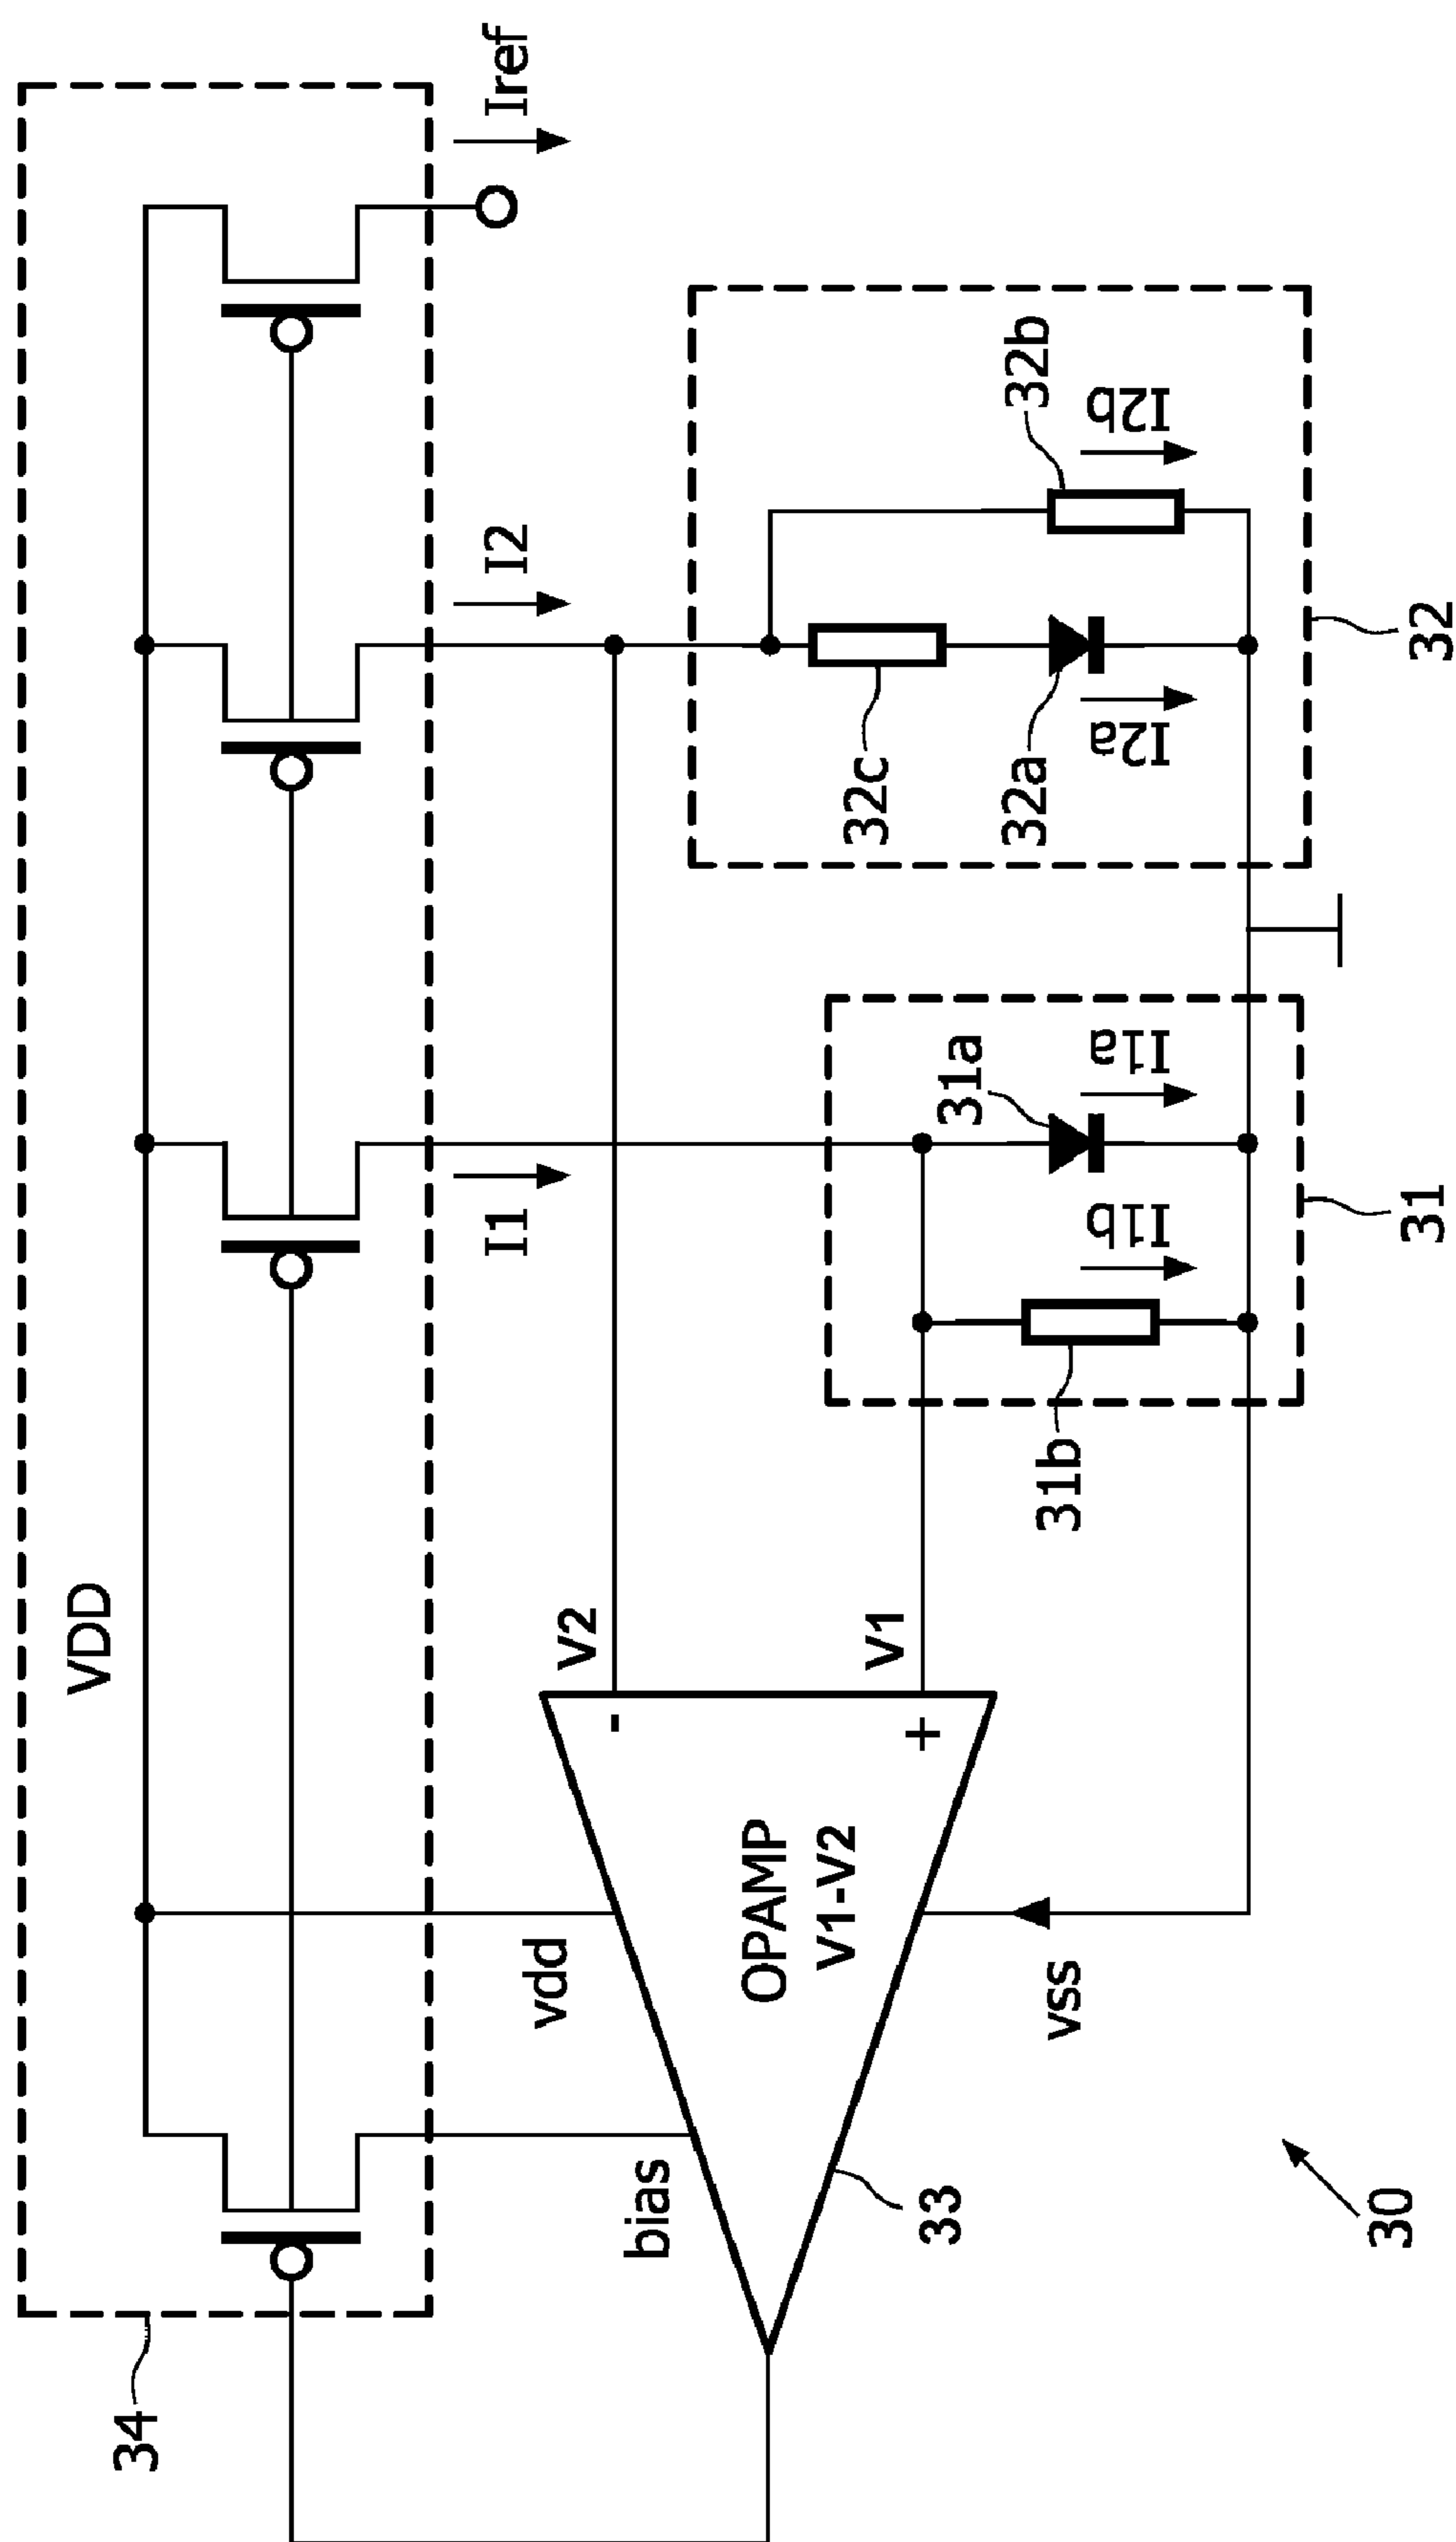 34
VDD
I1
I2
Iref
bias
vdd
V2
-
OPAMP
V1-V2
V1
+
33
vss
31b
I1b
31a
I1a
31
32c
32a
I2a
32b
I2b
32
30